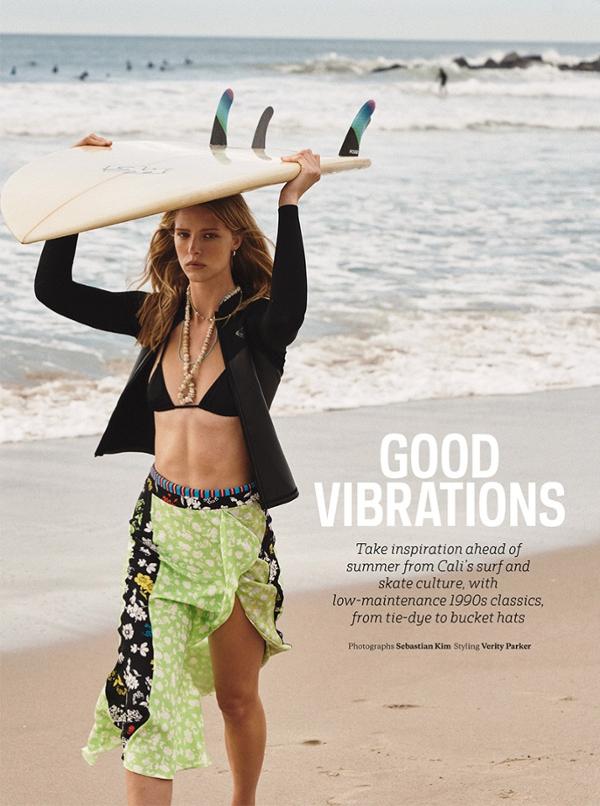 GOOD
VIBRATIONS
Take inspiration ahead of
summer from Cali's surf and
skate culture, with
low-maintenance 1990s classics,
from tie-dye to bucket hats
Photographs Sebastian Kim Styling Verity Parker